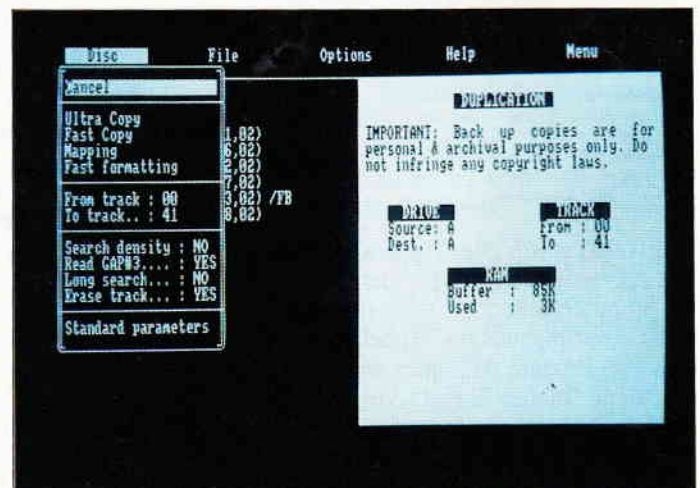 Disc File Options Help Menu
Cancel
Ultra Copy
Fast Copy
Mapping
Fast formatting
From track : 00
To track.. : 41
Search density : NO
Read GAP#3.... : YES
Long search... : NO
Erase track... : YES
Standard parameters
1,02)
6,02)
2,02)
7,02)
3,02) /FB
8,02)
DUPLICATION
IMPORTANT: Back up copies are for
personal & archival purposes only. Do
not infringe any copyright laws.
DRIVE
Source: A
Dest. : A
TRACK
From : 00
To : 41
RAM
Buffer : 85K
Used : 3K